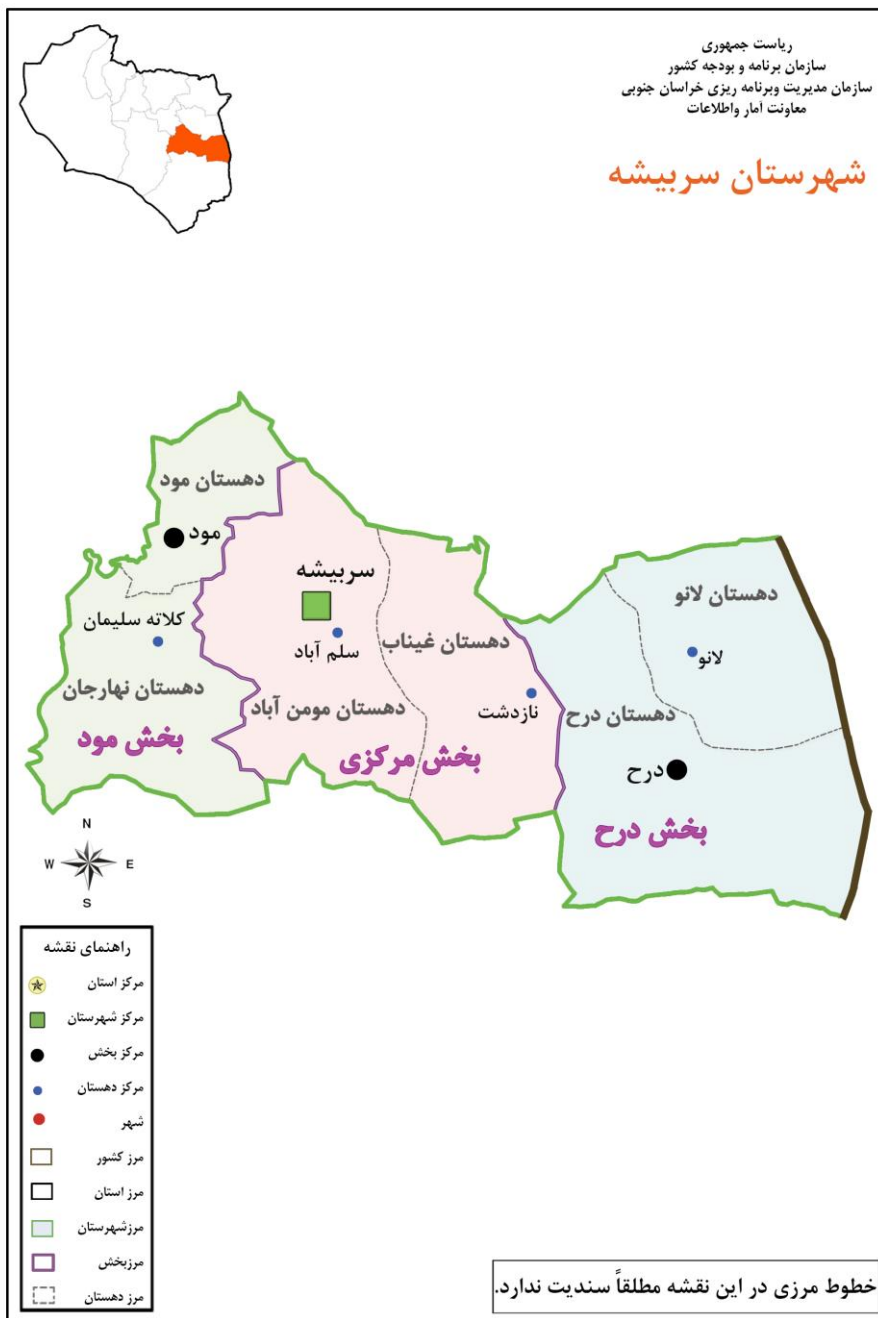 ریاست جمهوری
سازمان برنامه و بودجه کشور
سازمان مدیریت وبرنامه ریزی خراسان جنوبی
معاونت آمار واطلاعات
شهرستان سربیشه
دهستان مود
مود
سربیشه
دهستان لانو
کلاته سلیمان
سلم آباد
دهستان غیناب
لانو
دهستان نهارجان
دهستان مومن آباد
نازدشت
دهستان درح
بخش مود
بخش مرکزی
درح
بخش درح
N
W
E
S
راهنمای نقشه
مرکز استان
مرکز شهرستان
مرکز بخش
مرکز دهستان
شهر
مرز کشور
مرز استان
مرزشهرستان
مرزبخش
مرز دهستان
خطوط مرزی در این نقشه مطلقاً سندیت ندارد.